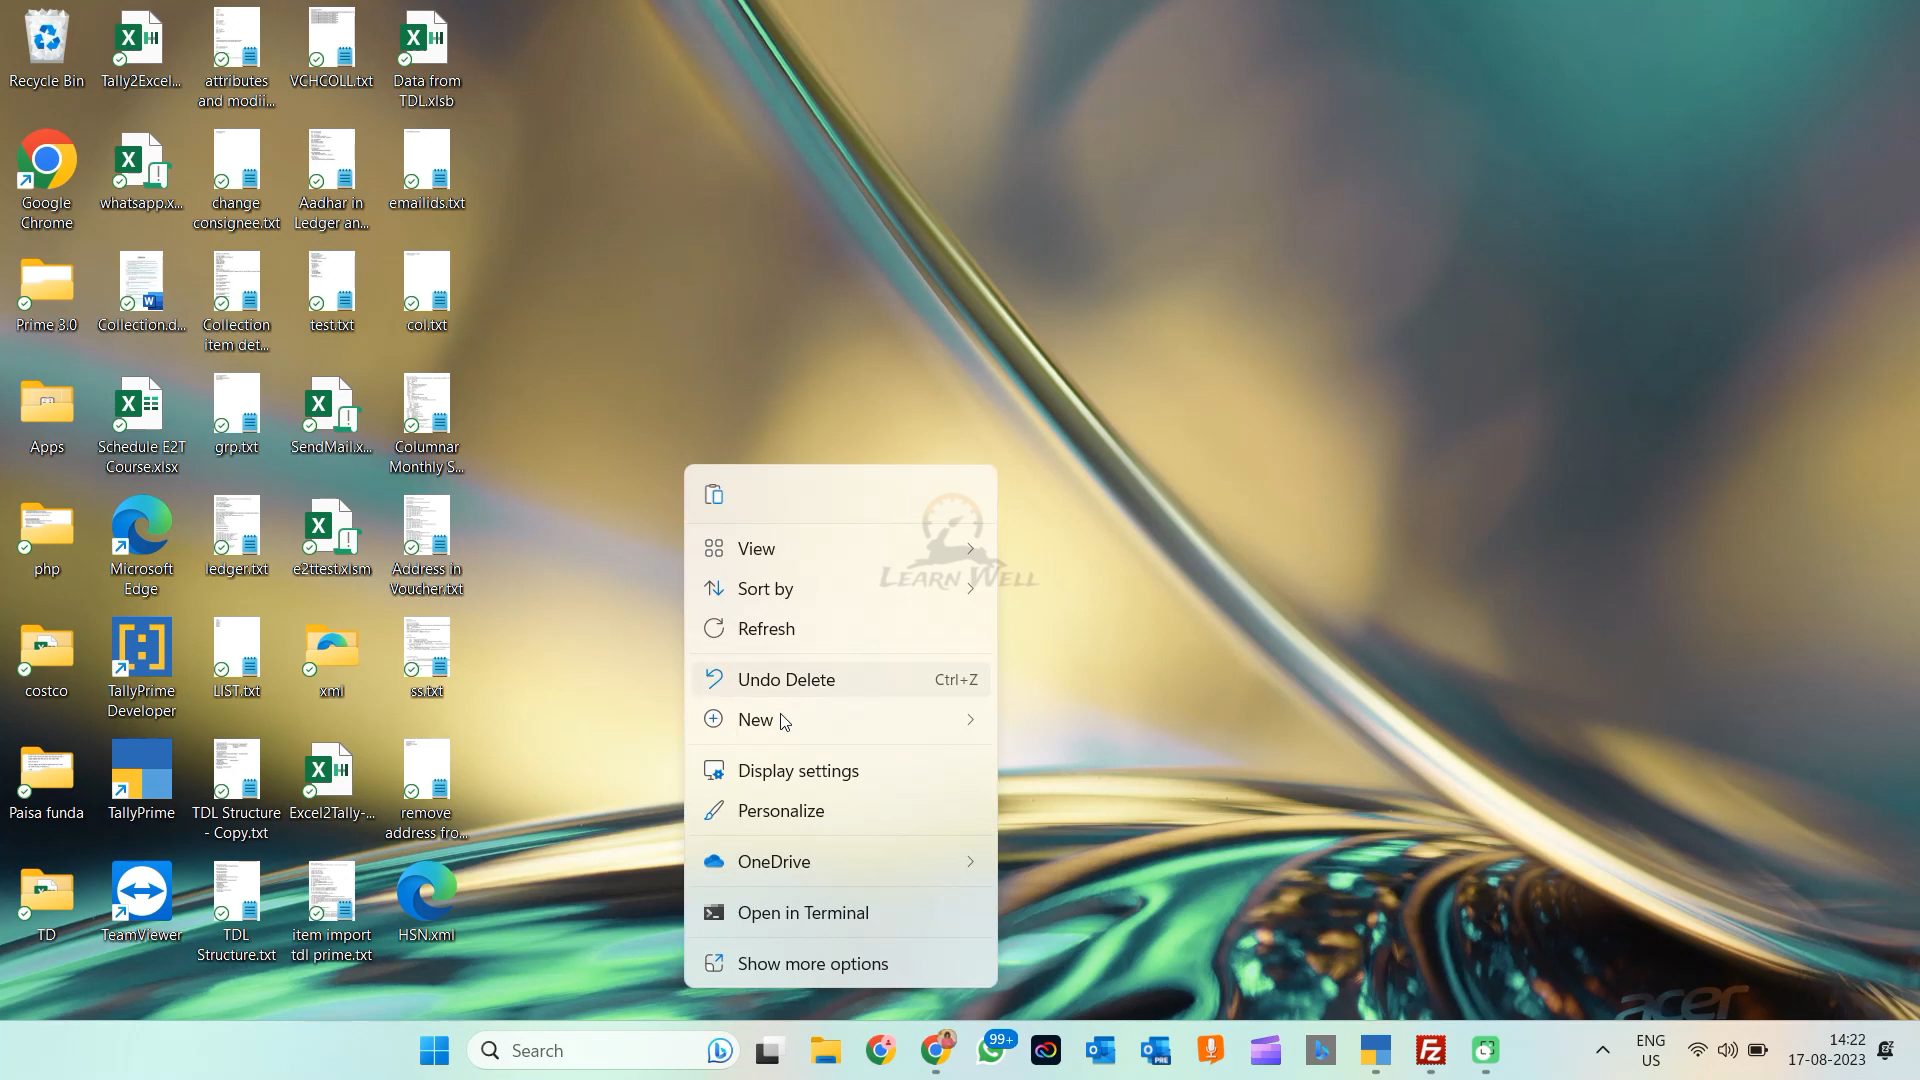 Recycle Bin
Tally2Excel...
attributes
and modii...
VCHCOLL.txt
Data from
TDL.xlsb
Google
Chrome
whatsapp.x...
change
consignee.txt
Aadhar in
Ledger an...
emailids.txt
Prime 3.0
Collection.d...
Collection
item det...
test.txt
col.txt
Apps
Schedule E2T
Course.xlsx
grp.txt
SendMail.x...
Columnar
Monthly S...
php
Microsoft
Edge
ledger.txt
e2ttest.xlsm
Address in
Voucher.txt
costco
TallyPrime
Developer
LIST.txt
xml
ss.txt
Paisa funda
TallyPrime
TDL Structure
- Copy.txt
Excel2Tally-...
remove
address fro...
TD
TeamViewer
TDL
Structure.txt
item import
tdl prime.txt
HSN.xml
View
Sort by
Refresh
Undo Delete Ctrl+Z
New
Display settings
Personalize
OneDrive
Open in Terminal
Show more options
LEARN WELL
acer
Search
99+
PRE
Fz
ENG
US
14:22
17-08-2023